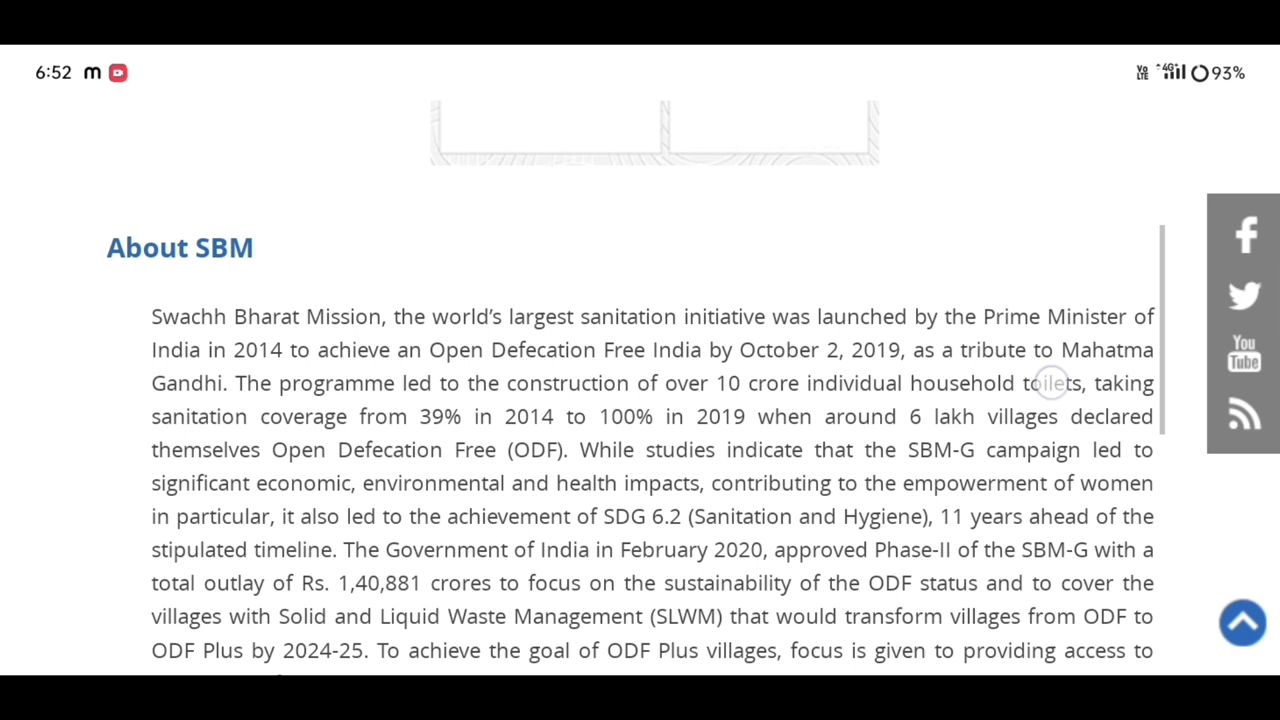 6:52 m Vo LTE 4G+ 93%
About SBM
Swachh Bharat Mission, the world's largest sanitation initiative was launched by the Prime Minister of
India in 2014 to achieve an Open Defecation Free India by October 2, 2019, as a tribute to Mahatma
Gandhi. The programme led to the construction of over 10 crore individual household toilets, taking
sanitation coverage from 39% in 2014 to 100% in 2019 when around 6 lakh villages declared
themselves Open Defecation Free (ODF). While studies indicate that the SBM-G campaign led to
significant economic, environmental and health impacts, contributing to the empowerment of women
in particular, it also led to the achievement of SDG 6.2 (Sanitation and Hygiene), 11 years ahead of the
stipulated timeline. The Government of India in February 2020, approved Phase-II of the SBM-G with a
total outlay of Rs. 1,40,881 crores to focus on the sustainability of the ODF status and to cover the
villages with Solid and Liquid Waste Management (SLWM) that would transform villages from ODF to
ODF Plus by 2024-25. To achieve the goal of ODF Plus villages, focus is given to providing access to
You
Tube